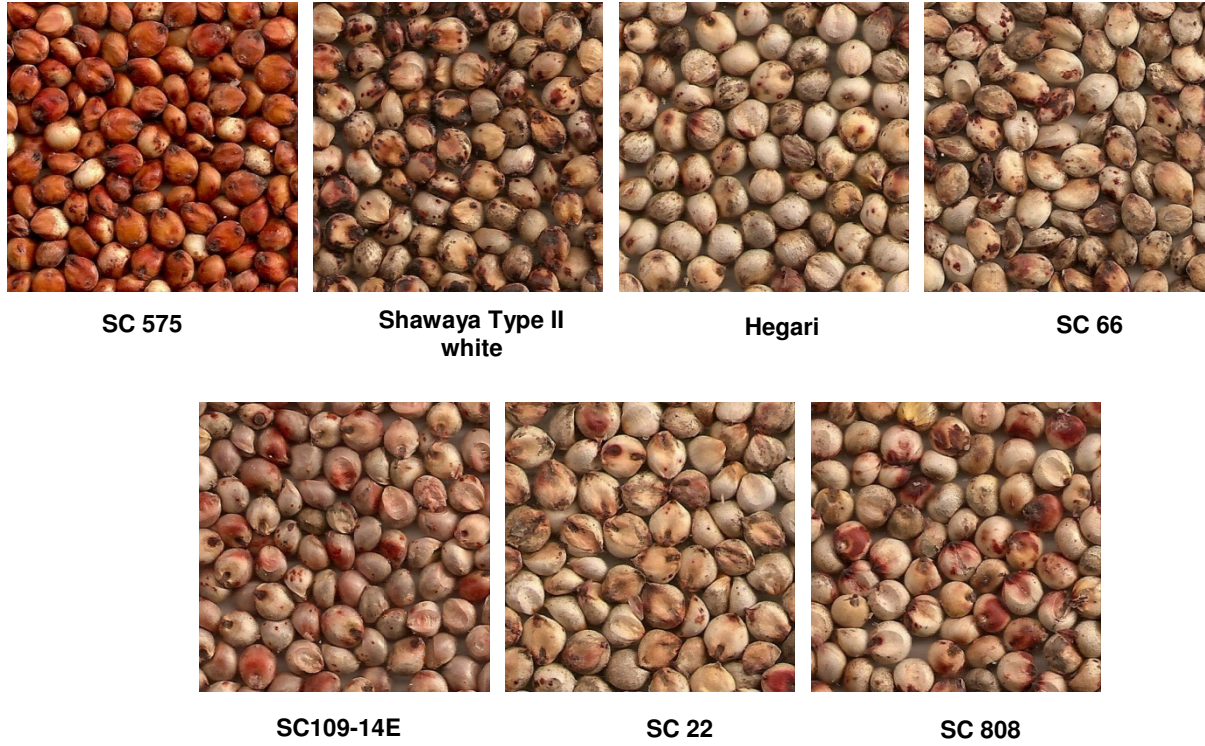 SC 575
Shawaya Type II
white
Hegari
SC 66
SC109-14E
SC 22
SC 808